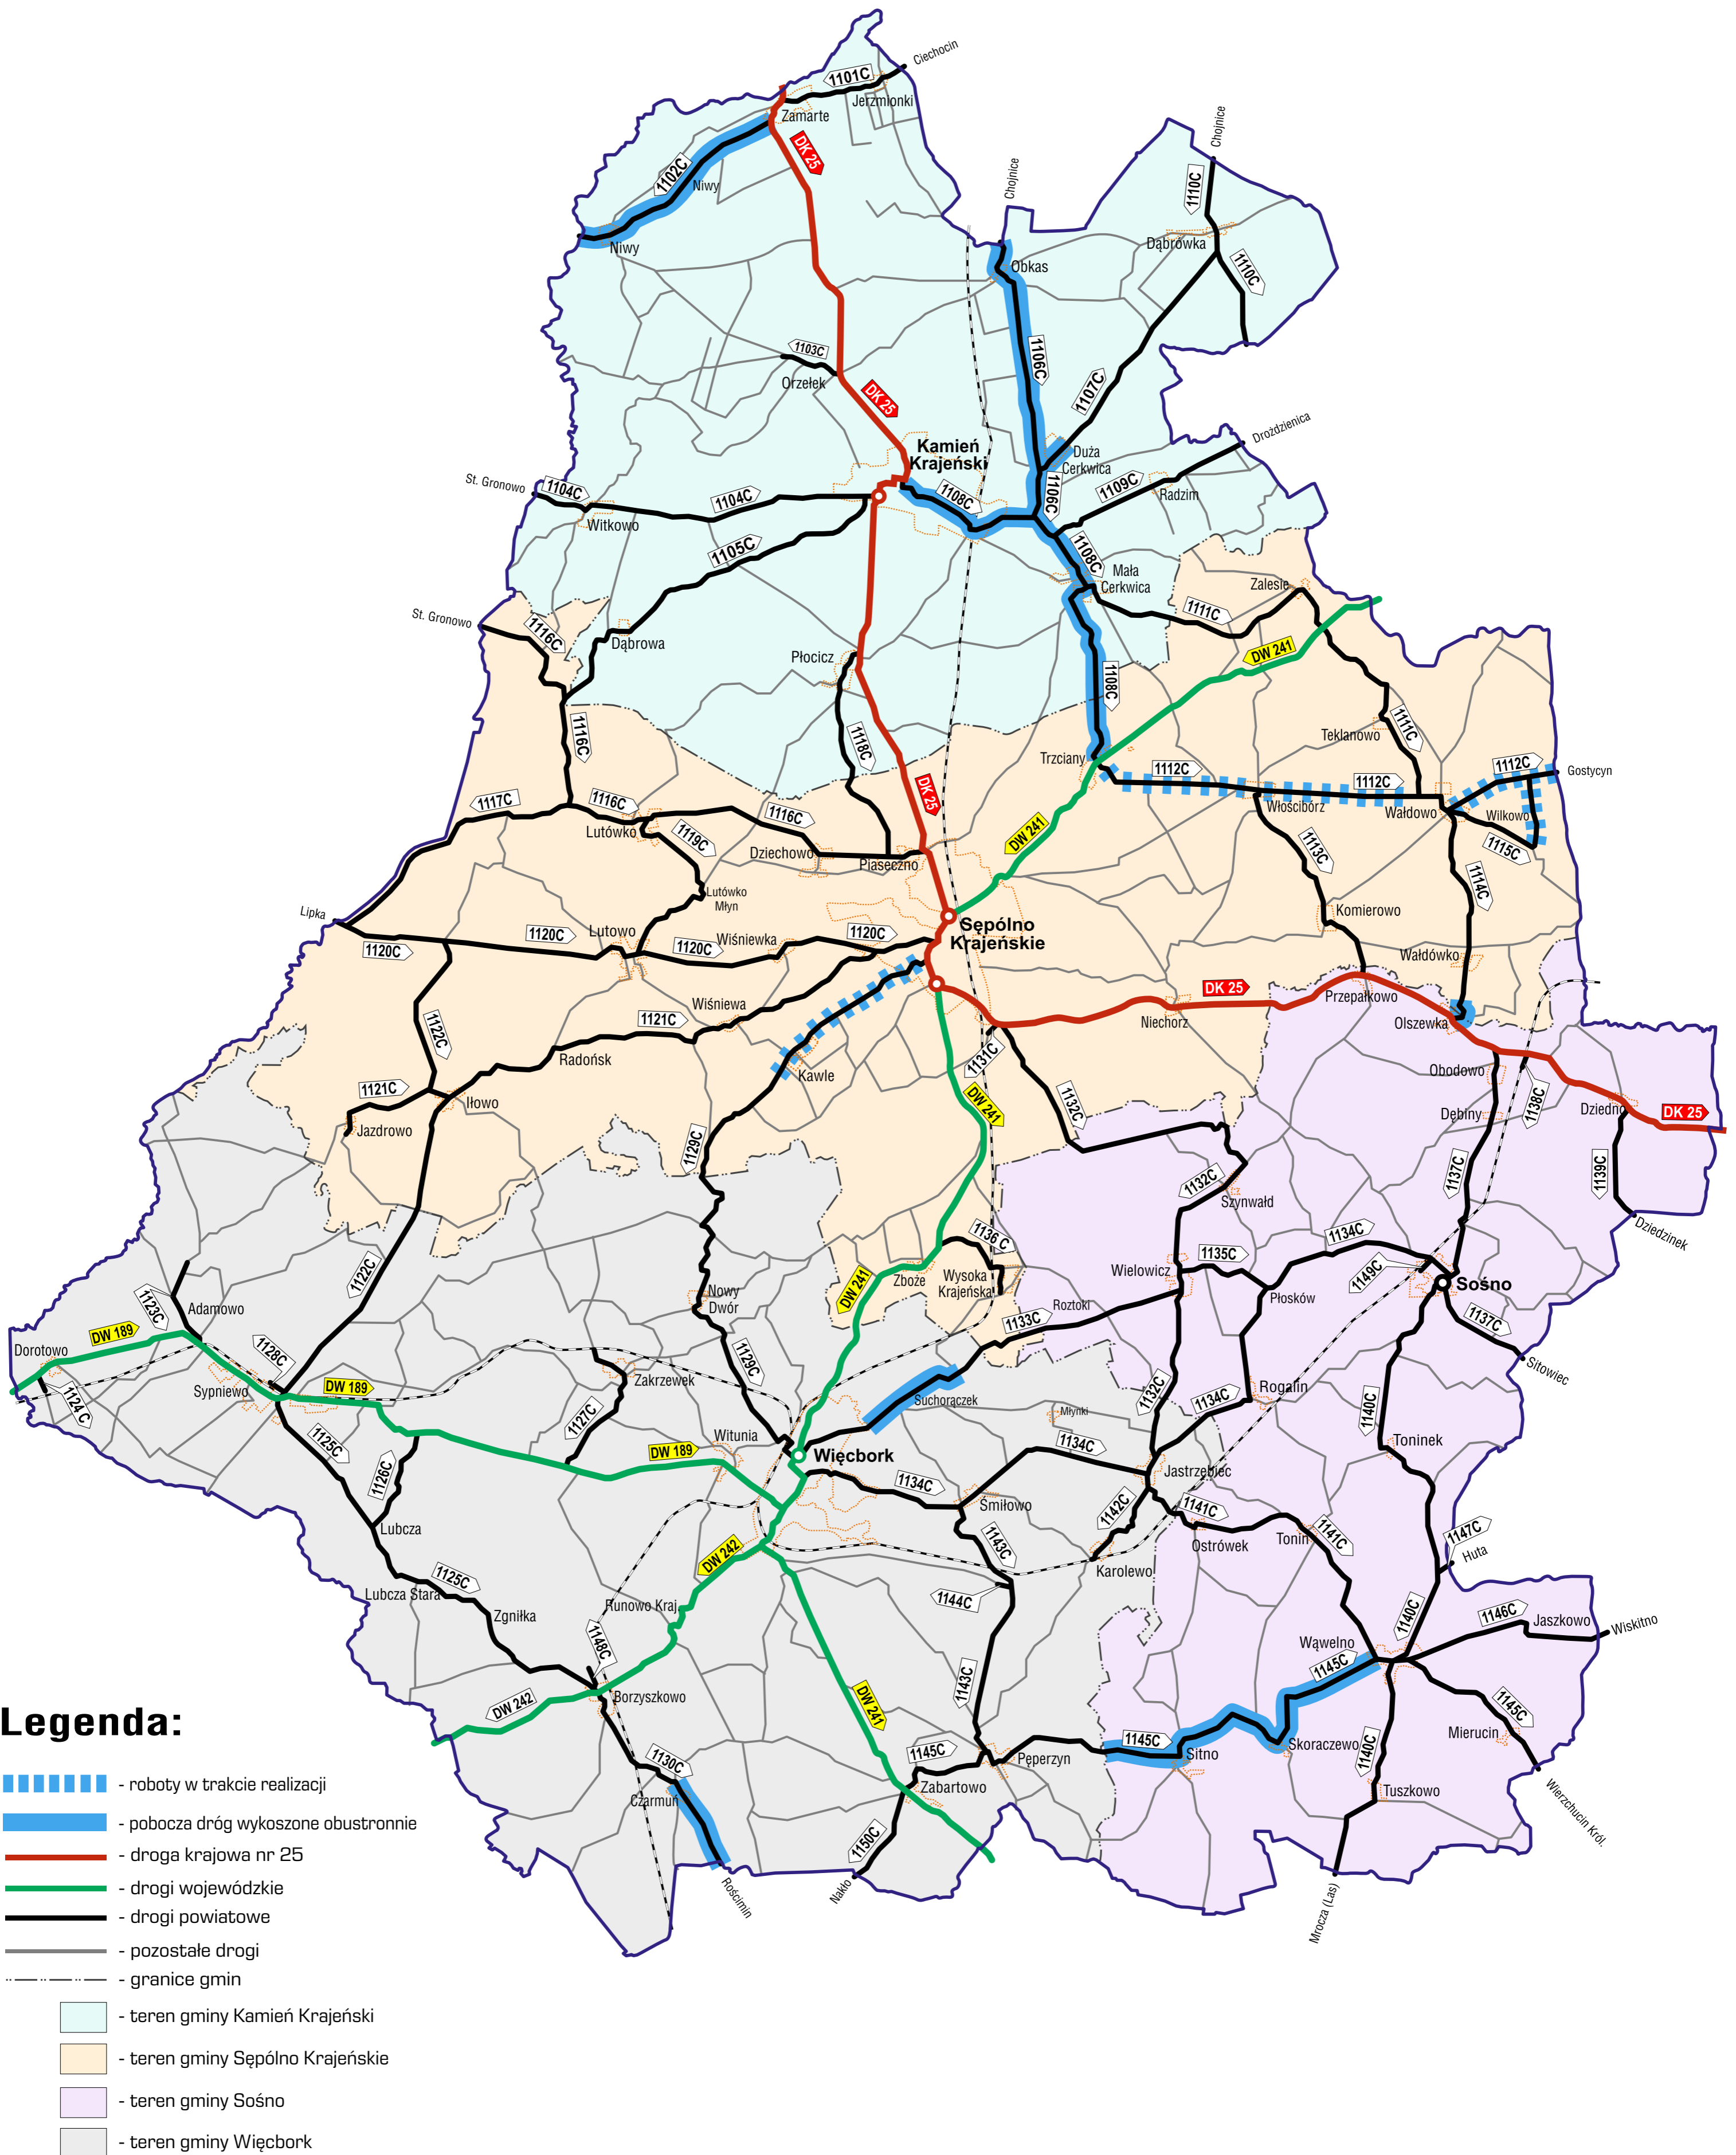 Ciechocin
1101C
Jerzmionki
Zamarte
DK 25
1102C
Niwy
Niwy
Chojnice
Chojnice
1110C
Dąbrówka
1110C
Obkas
1106C
1103C
Orzełek
DK 25
1107C
Kamień
Krajeński
Duża
Cerkwica
Drożdzienica
St. Gronowo
1104C
1104C
Witkowo
1108C
1106C
1109C
Radzim
1105C
1108C
Mała
Cerkwica
Zalesie
1111C
St. Gronowo
1116C
Dąbrowa
Płocicz
DW 241
1108C
1116C
1118C
Teklanowo
1111C
Trzciany
1112C
1112C
1112C
Gostycyn
DK 25
1117C
1116C
1116C
Lutówko
1119C
Dziechowo
Piaseczno
DW 241
Włościbórz
Wałdowo
Wilkowo
1115C
1113C
1114C
Lutówko
Młyn
Lipka
Komierowo
Sępólno
Krajeńskie
1120C
1120C
Lutowo
1120C
Wiśniewka
1120C
Wałdówko
DK 25
Przepałkowo
Niechorz
Olszewka
Wiśniewa
1121C
1122C
Radońsk
Kawle
1131C
Obodowo
1138C
1121C
Iłowo
Jazdrowo
DW 241
1132C
Dębiny
Dziedno
DK 25
1129C
1137C
1139C
1132C
Szynwałd
Dziedzinek
1136 C
1134C
1135C
1149C
Wielowicz
Płosków
Sośno
1122C
Zboże
Wysoka
Krajeńska
DW 241
Nowy
Dwór
Roztoki
1133C
1137C
1123C
Adamowo
DW 189
Dorotowo
1128C
1129C
Sitowiec
1124 C
Sypniewo
DW 189
Zakrzewek
Suchorączek
Rogalin
1132C
1134C
1140C
Młynki
1127C
1125C
1126C
Witunia
DW 189
Więcbork
1134C
Toninek
1134C
Jastrzębiec
Śmiłowo
1142C
1141C
1141C
1147C
Lubcza
Ostrówek
Tonin
Huta
DW 242
1143C
Karolewo
1125C
Lubcza Stara
Zgniłka
Runowo Kraj.
1144C
1140C
1146C
Jaszkowo
Wiskitno
1148C
Wąwelno
1145C
1143C
Borzyszkowo
DW 242
DW 241
1145C
Mierucin
1145C
Sitno
Skoraczewo
1140C
1145C
Pęperzyn
1130C
Czarmuń
Zabartowo
Tuszkowo
Wierzchucin Król.
1150C
Nakło
Rościmin
Mrocza (Las)
Legenda:
- roboty w trakcie realizacji
- pobocza dróg wykoszone obustronnie
- droga krajowa nr 25
- drogi wojewódzkie
- drogi powiatowe
- pozostałe drogi
- granice gmin
- teren gminy Kamień Krajeński
- teren gminy Sępólno Krajeńskie
- teren gminy Sośno
- teren gminy Więcbork